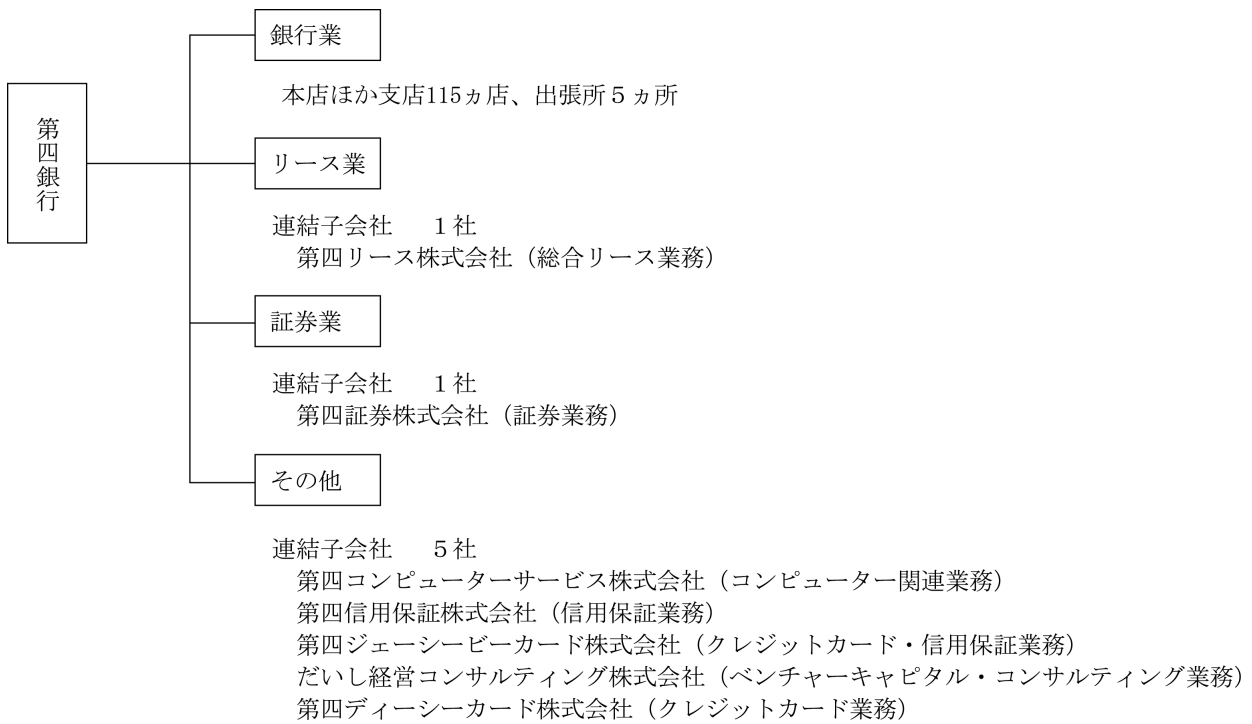 第四銀行
銀行業
本店ほか支店115ヵ店、出張所５ヵ所
リース業
連結子会社　１社
第四リース株式会社（総合リース業務）
証券業
連結子会社　１社
第四証券株式会社（証券業務）
その他
連結子会社　５社
第四コンピューターサービス株式会社（コンピューター関連業務）
第四信用保証株式会社（信用保証業務）
第四ジェーシービーカード株式会社（クレジットカード・信用保証業務）
だいし経営コンサルティング株式会社（ベンチャーキャピタル・コンサルティング業務）
第四ディーシーカード株式会社（クレジットカード業務）